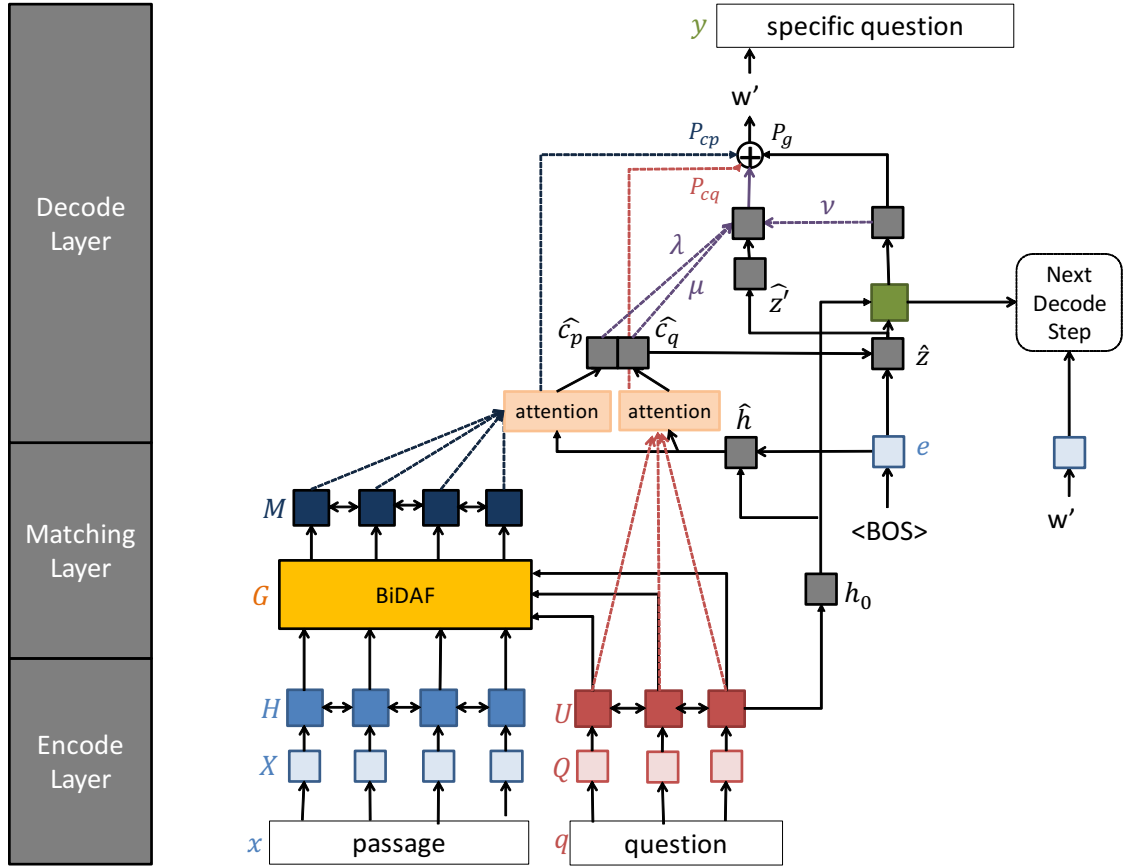 y specific question
w'
P_cp P_g
P_cq
ν
λ
μ
ẑ'
Decode
Layer
Next
Decode
Step
ĉ_p ĉ_q
ẑ
attention attention
ĥ
e
M
<BOS>
w'
Matching
Layer
G BiDAF
h_0
H U
Encode
Layer
X Q
x passage q question